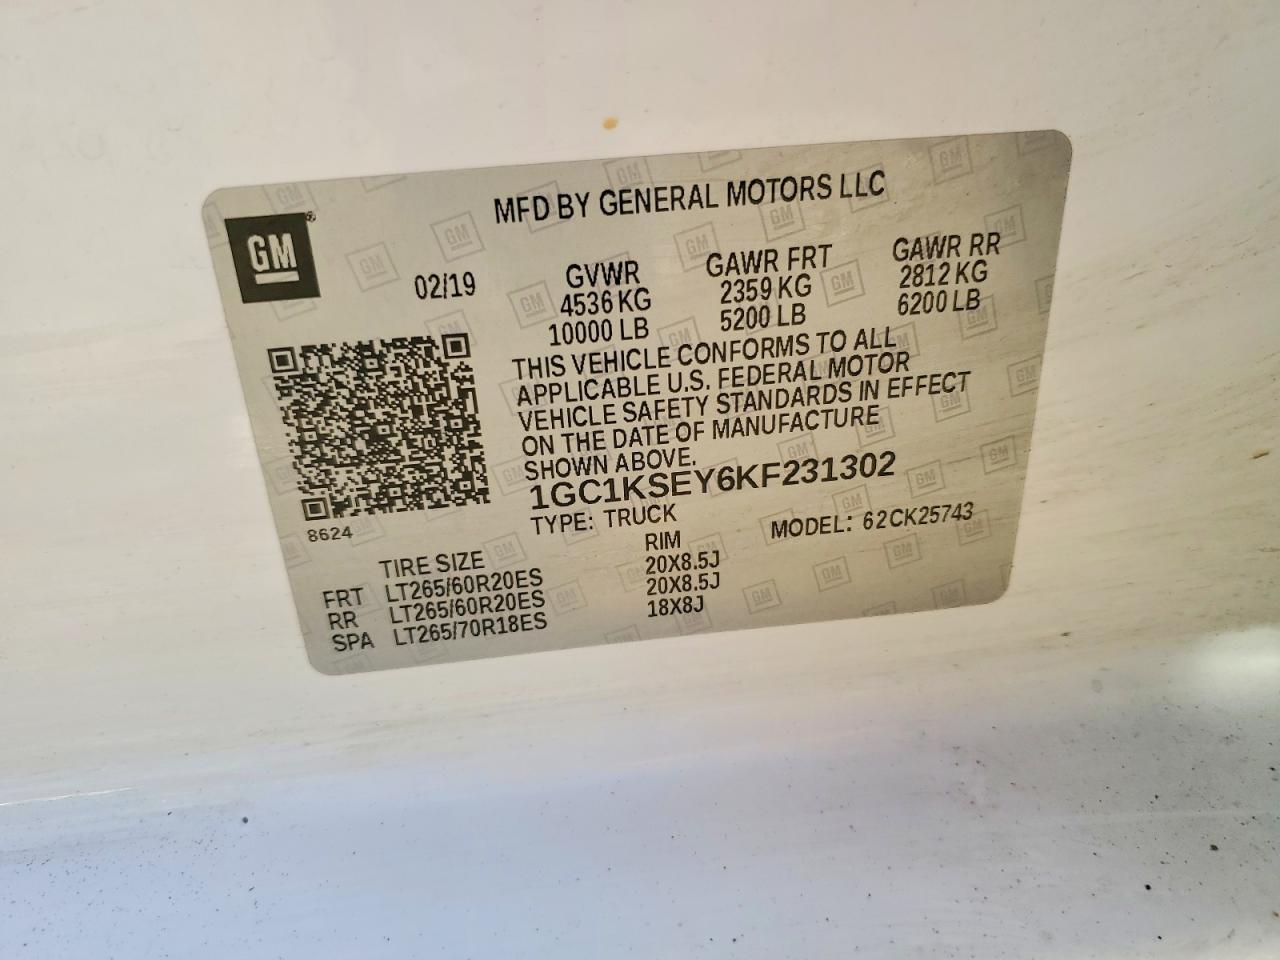 MFD BY GENERAL MOTORS LLC
GM®
02/19
GVWR GAWR FRT GAWR RR
4536 KG 2359 KG 2812 KG
10000 LB 5200 LB 6200 LB
THIS VEHICLE CONFORMS TO ALL
APPLICABLE U.S. FEDERAL MOTOR
VEHICLE SAFETY STANDARDS IN EFFECT
ON THE DATE OF MANUFACTURE
SHOWN ABOVE.
1GC1KSEY6KF231302
8624
TYPE: TRUCK MODEL: 62CK25743
TIRE SIZE RIM
FRT LT265/60R20ES 20X8.5J
RR LT265/60R20ES 20X8.5J
SPA LT265/70R18ES 18X8J